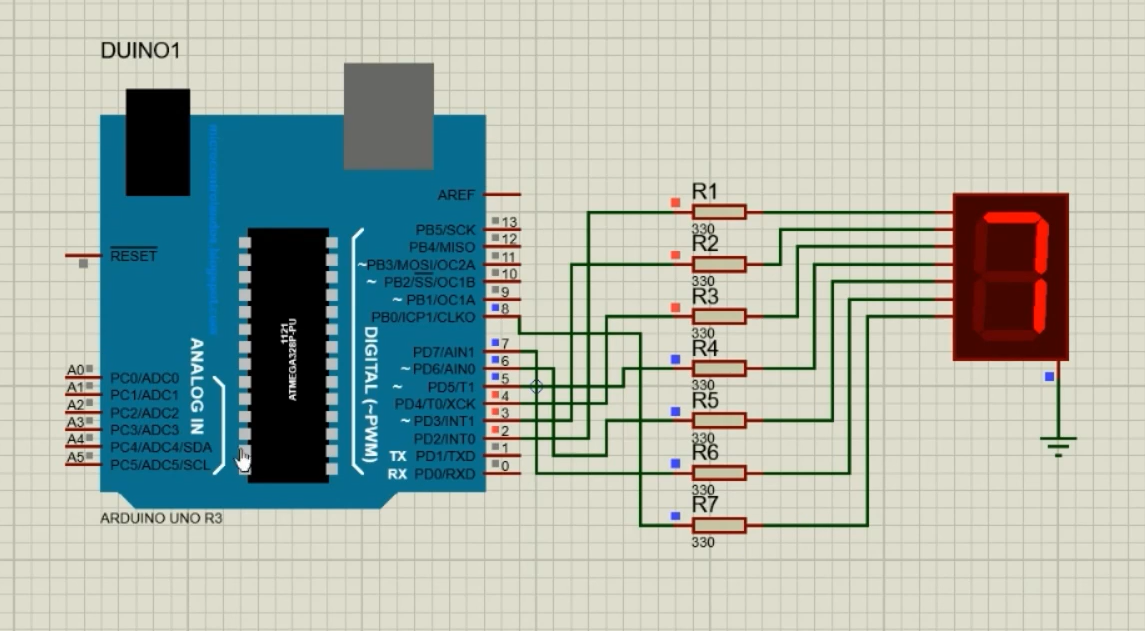 DUINO1
AREF
PB5/SCK 13
PB4/MISO 12
~PB3/MOSI/OC2A 11
~ PB2/SS/OC1B 10
~ PB1/OC1A 9
PB0/ICP1/CLKO 8
PD7/AIN1 7
~ PD6/AIN0 6
~ PD5/T1 5
PD4/T0/XCK 4
~ PD3/INT1 3
PD2/INT0 2
TX PD1/TXD 1
RX PD0/RXD 0
RESET
1121
ATMEGA328P-PU
DIGITAL (~PWM)
ANALOG IN
A0 PC0/ADC0
A1 PC1/ADC1
A2 PC2/ADC2
A3 PC3/ADC3
A4 PC4/ADC4/SDA
A5 PC5/ADC5/SCL
ARDUINO UNO R3
R1
330
R2
330
R3
330
R4
330
R5
330
R6
330
R7
330
7